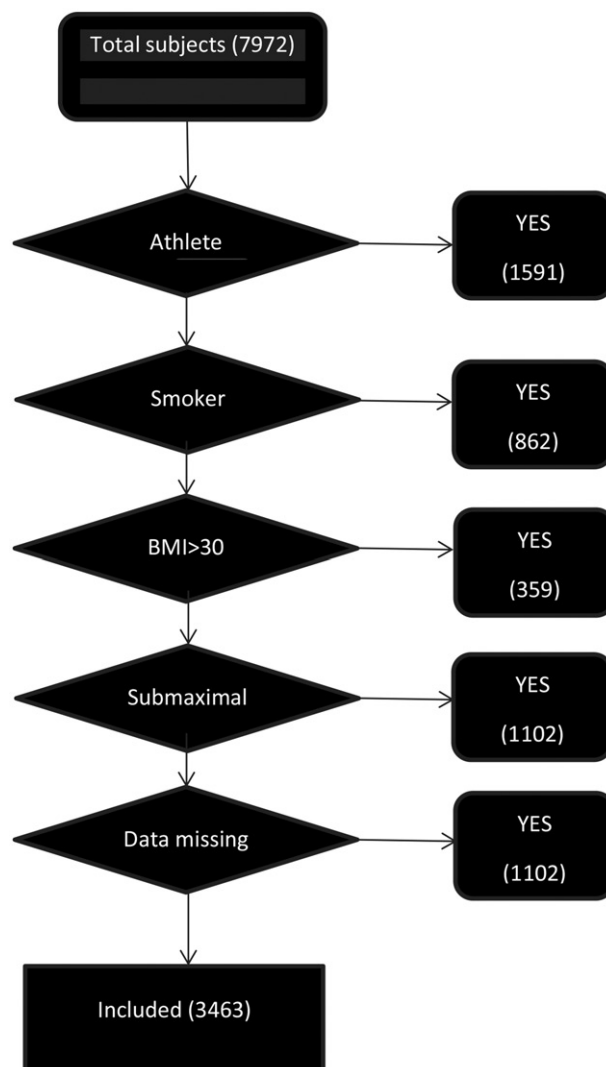 Total subjects (7972)
Athlete
YES
(1591)
Smoker
YES
(862)
BMI>30
YES
(359)
Submaximal
YES
(1102)
Data missing
YES
(1102)
Included (3463)